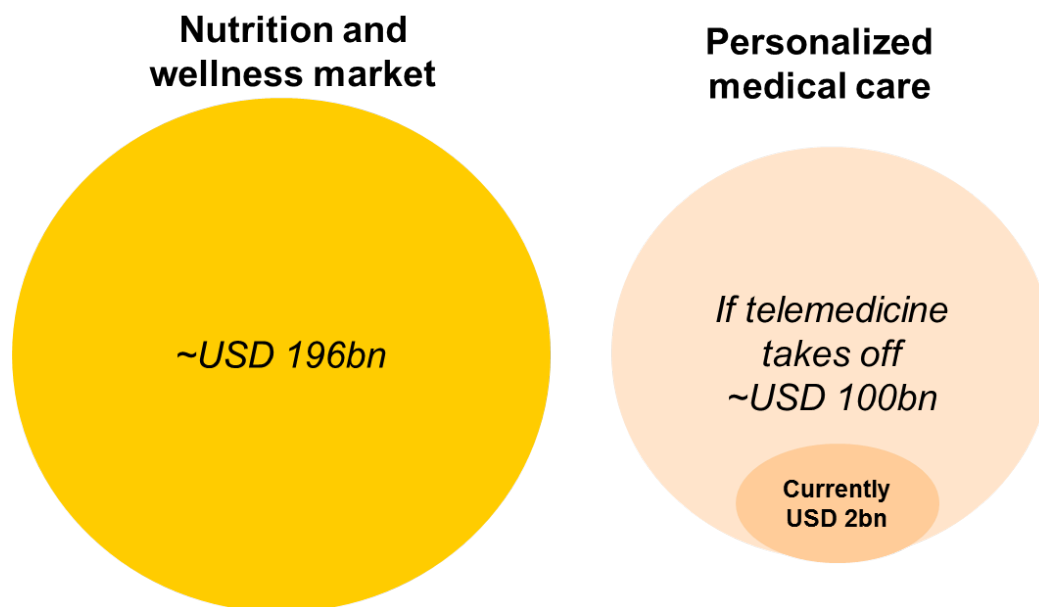 Nutrition and
wellness market
~USD 196bn
Personalized
medical care
If telemedicine
takes off
~USD 100bn
Currently
USD 2bn